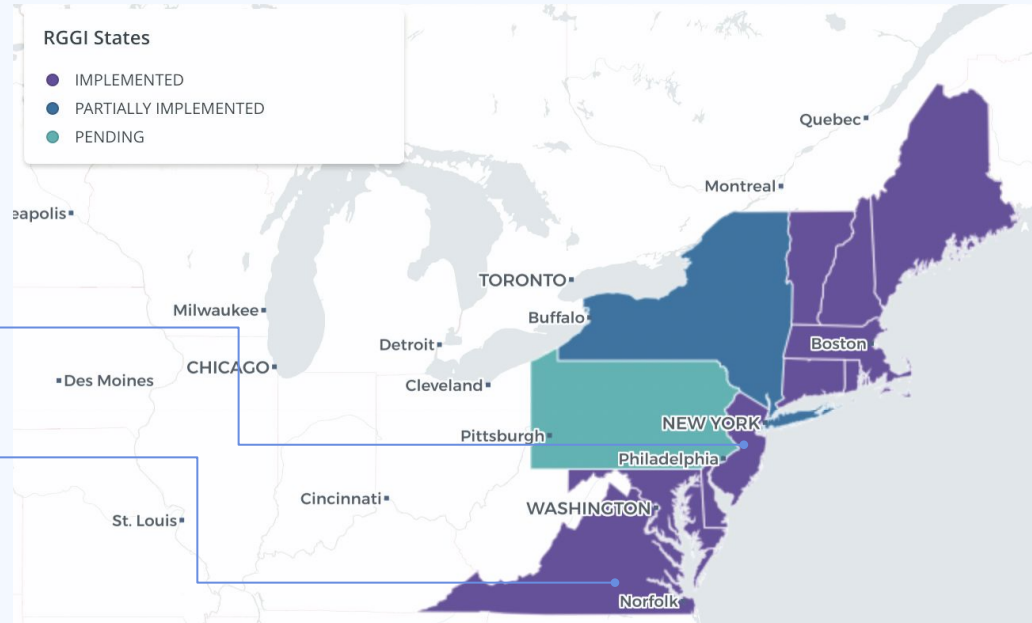 RGGI States
IMPLEMENTED
PARTIALLY IMPLEMENTED
PENDING
Quebec
Montreal
eapolis
TORONTO
Milwaukee
Buffalo
Detroit
Boston
CHICAGO
Des Moines
Cleveland
NEW YORK
Pittsburgh
Philadelphia
Cincinnati
WASHINGTON
St. Louis
Norfolk